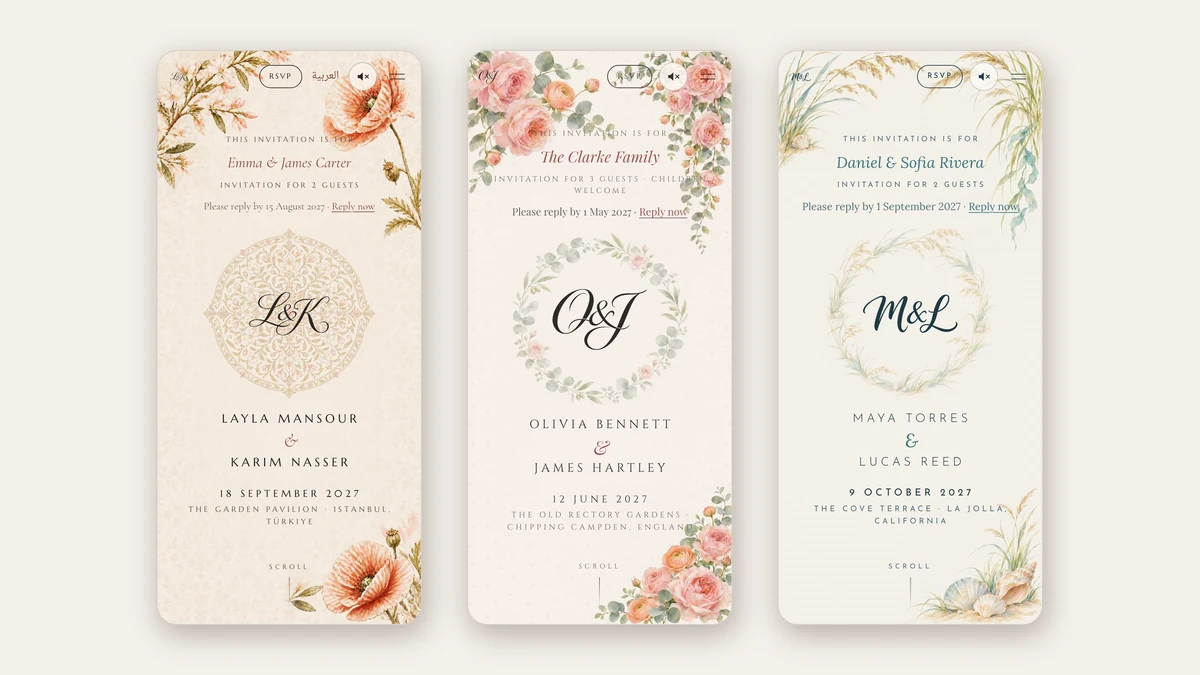 L&K
RSVP
العربية
THIS INVITATION IS FOR
Emma & James Carter
INVITATION FOR 2 GUESTS
Please reply by 15 August 2027 · Reply now
L&K
LAYLA MANSOUR
&
KARIM NASSER
18 SEPTEMBER 2027
THE GARDEN PAVILION · ISTANBUL,
TÜRKIYE
SCROLL
O&J
RSVP
THIS INVITATION IS FOR
The Clarke Family
INVITATION FOR 3 GUESTS · CHILDREN
WELCOME
Please reply by 1 May 2027 · Reply now
O&J
OLIVIA BENNETT
&
JAMES HARTLEY
12 JUNE 2027
THE OLD RECTORY GARDENS ·
CHIPPING CAMPDEN, ENGLAND
SCROLL
M&L
RSVP
THIS INVITATION IS FOR
Daniel & Sofia Rivera
INVITATION FOR 2 GUESTS
Please reply by 1 September 2027 · Reply now
M&L
MAYA TORRES
&
LUCAS REED
9 OCTOBER 2027
THE COVE TERRACE · LA JOLLA,
CALIFORNIA
SCROLL